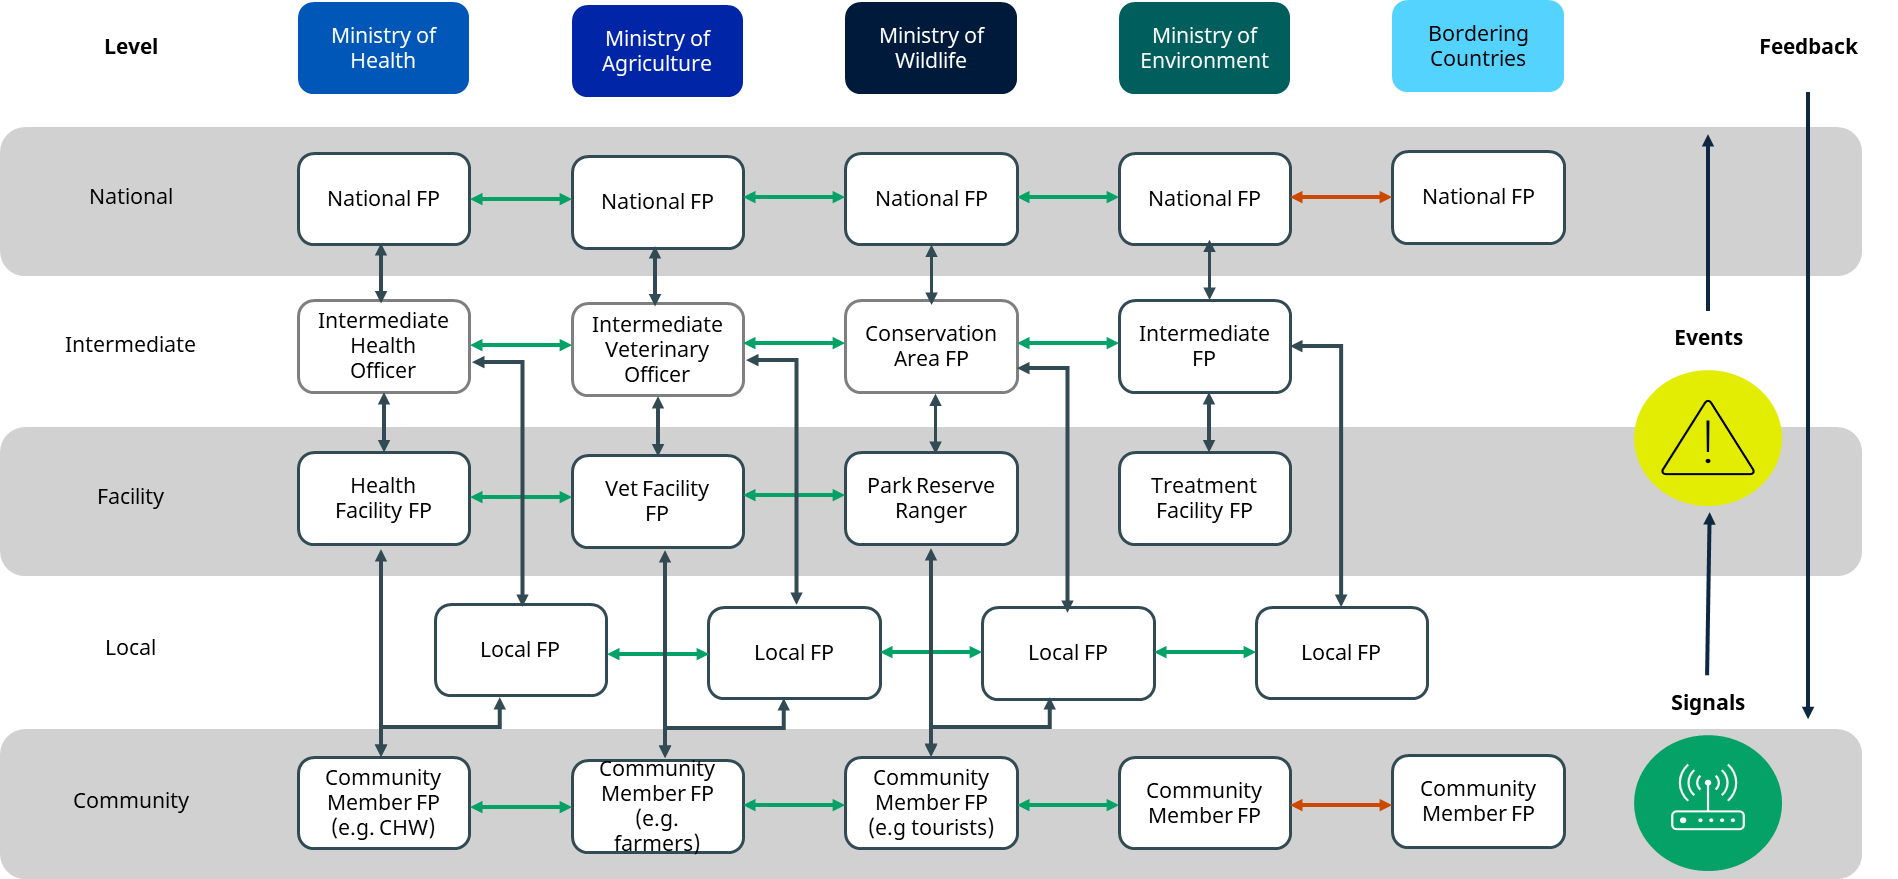 Level
Ministry of
Health
Ministry of
Agriculture
Ministry of
Wildlife
Ministry of
Environment
Bordering
Countries
Feedback
National
National FP
National FP
National FP
National FP
National FP
Intermediate
Intermediate
Health
Officer
Intermediate
Veterinary
Officer
Conservation
Area FP
Intermediate
FP
Events
Facility
Health
Facility FP
Vet Facility
FP
Park Reserve
Ranger
Treatment
Facility FP
Local
Local FP
Local FP
Local FP
Local FP
Signals
Community
Community
Member FP
(e.g. CHW)
Community
Member FP
(e.g.
farmers)
Community
Member FP
(e.g tourists)
Community
Member FP
Community
Member FP